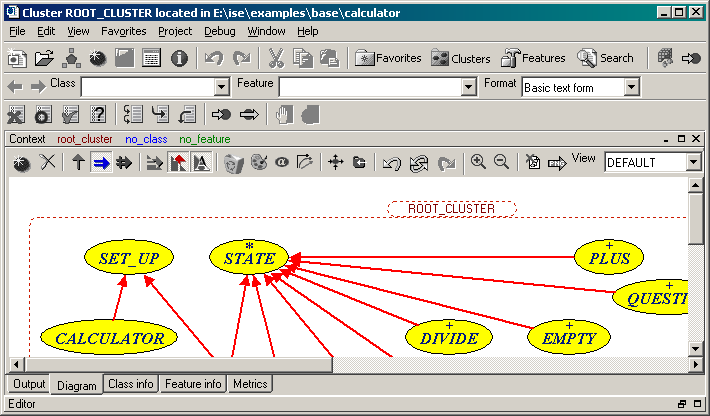 Cluster ROOT_CLUSTER located in E:\ise\examples\base\calculator
File Edit View Favorites Project Debug Window Help
Favorites Clusters Features Search
Class Feature Format Basic text form
Context root_cluster no_class no_feature
View DEFAULT
ROOT_CLUSTER
* + 
SET_UP STATE PLUS
+
QUESTI
+ +
CALCULATOR DIVIDE EMPTY
Output Diagram Class info Feature info Metrics
Editor